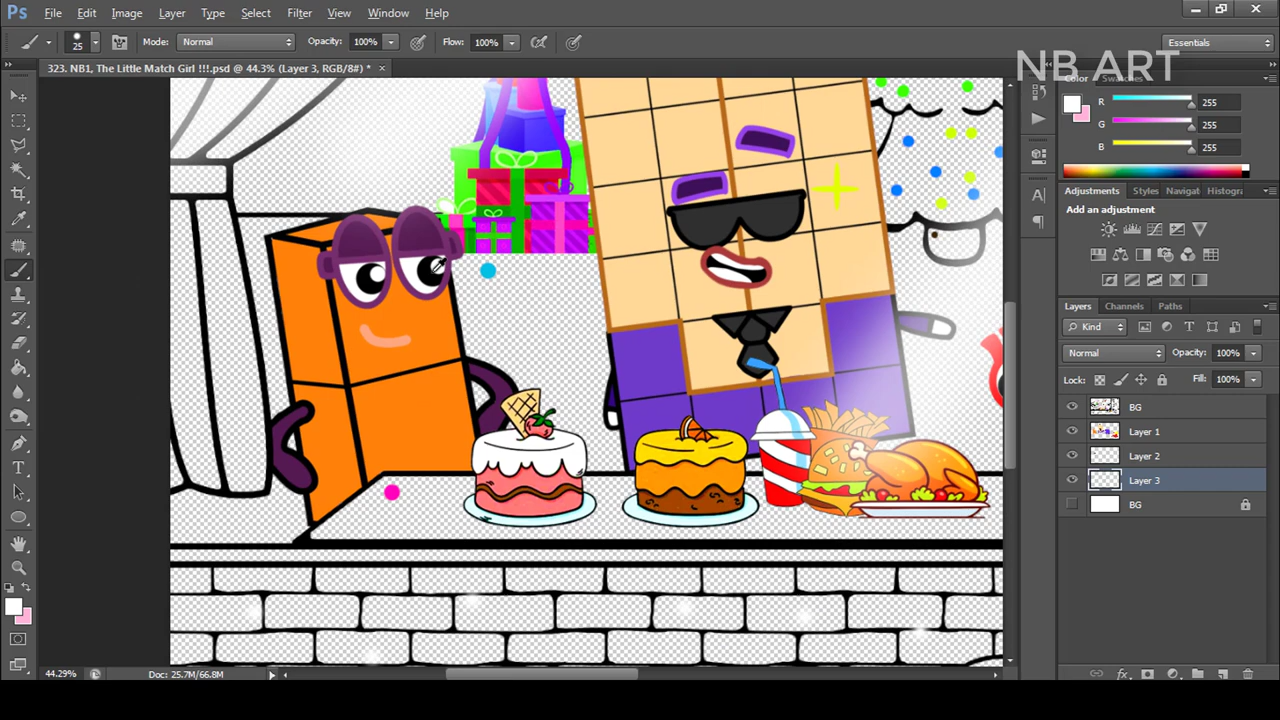 Ps File Edit Image Layer Type Select Filter View Window Help
25 Mode: Normal Opacity: 100% Flow: 100% Essentials
NB ART
323. NB1, The Little Match Girl !!!.psd @ 44.3% (Layer 3, RGB/8#) * ×
Color Swatches
R 255
G 255
B 255
Adjustments Styles Navigat Histogra
Add an adjustment
Layers Channels Paths
Kind
Normal Opacity: 100%
Lock: Fill: 100%
BG
Layer 1
Layer 2
Layer 3
BG
44.29% Doc: 25.7M/66.8M